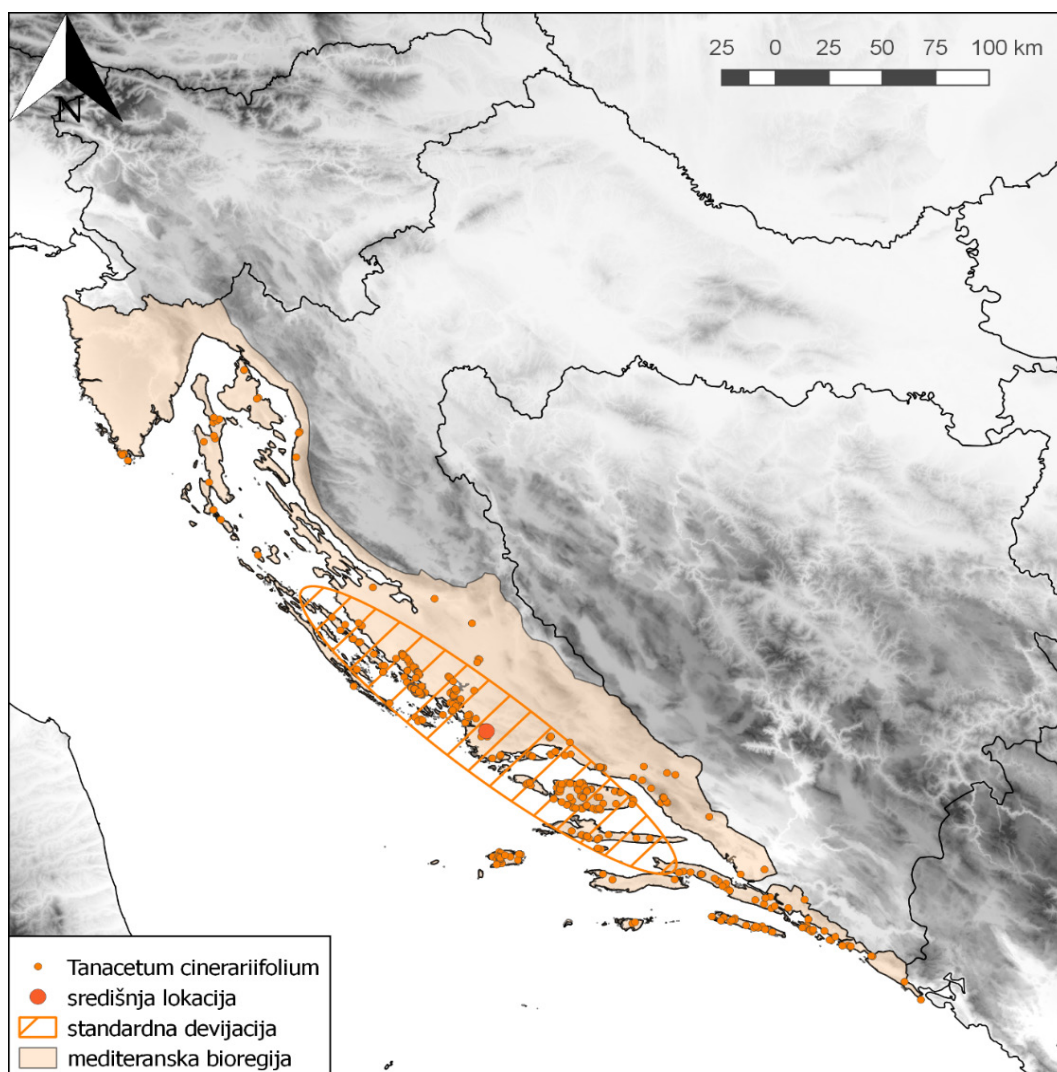 25 0 25 50 75 100 km
N
Tanacetum cinerariifolium
središnja lokacija
standardna devijacija
mediteranska bioregija